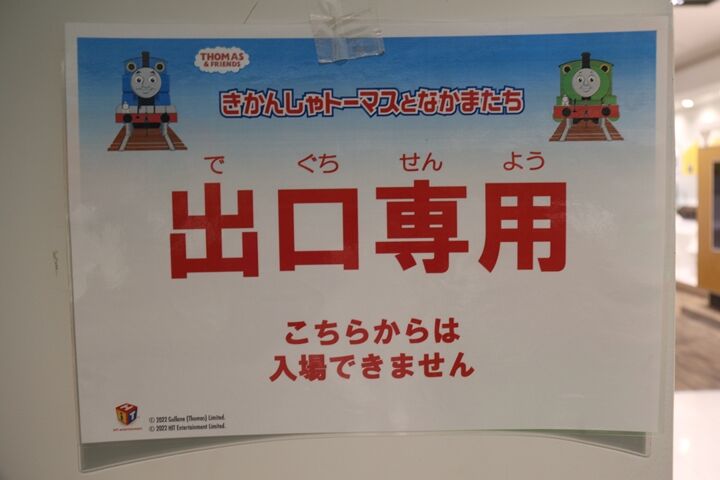 THOMAS
& FRIENDS
きかんしゃトーマスとなかまたち
で ぐち せん よう
出口専用
こちらからは
入場できません
HIT entertainment
© 2022 Gullane (Thomas) Limited.
© 2022 HIT Entertainment Limited.